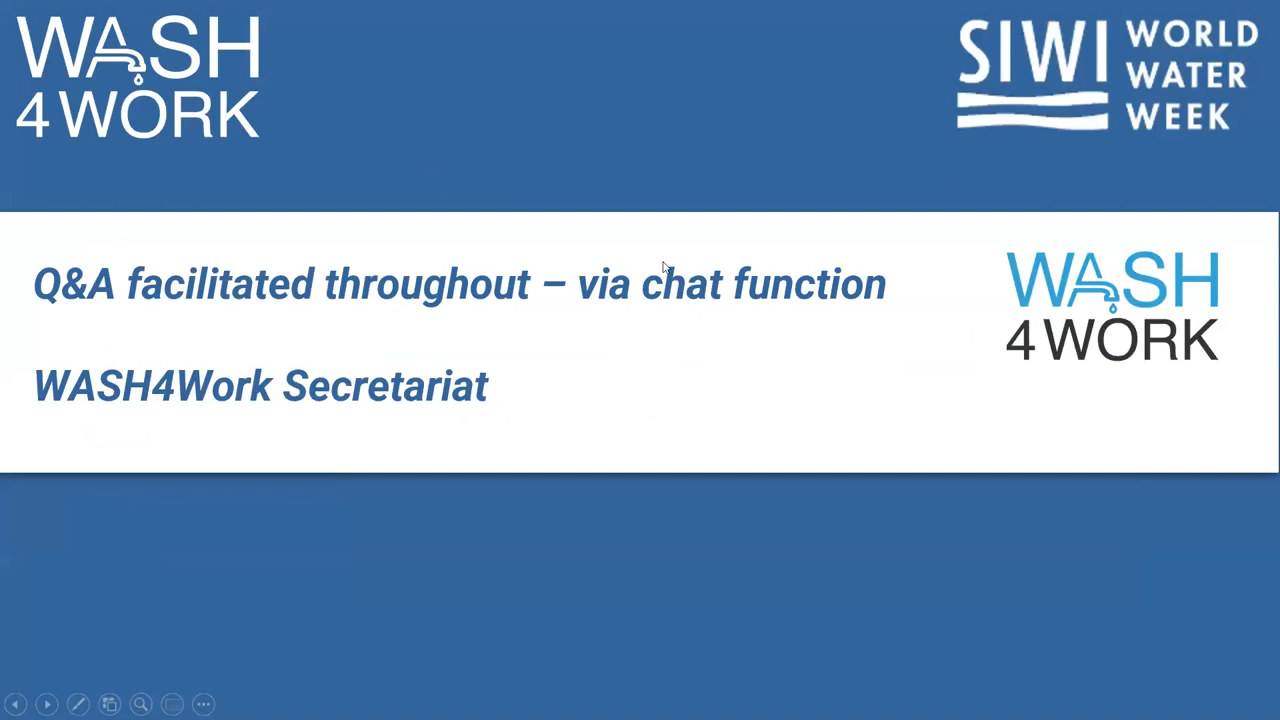 WASH
4WORK
SIWI WORLD
WATER
WEEK
Q&A facilitated throughout – via chat function
WASH4Work Secretariat
WASH
4WORK